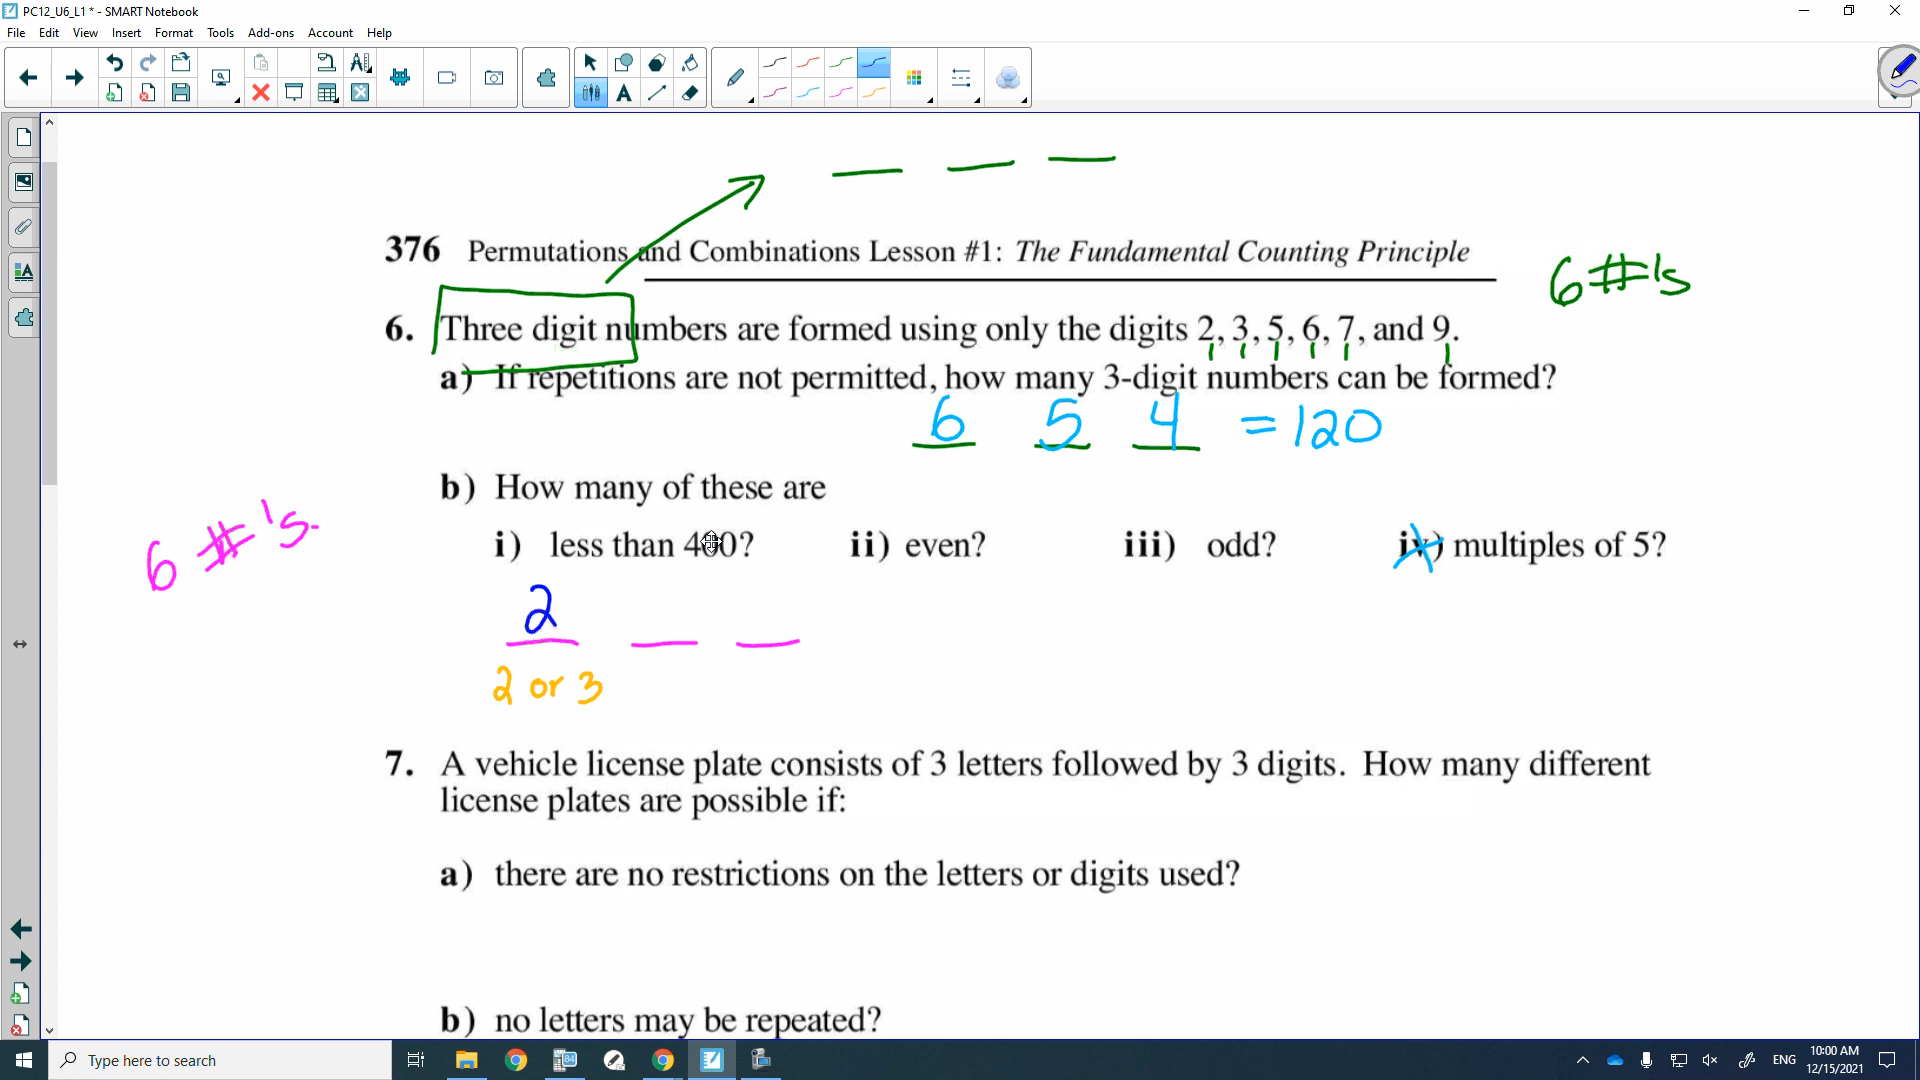 PC12_U6_L1 * - SMART Notebook
File Edit View Insert Format Tools Add-ons Account Help
376 Permutations and Combinations Lesson #1: The Fundamental Counting Principle
6 #'s
6. Three digit numbers are formed using only the digits 2, 3, 5, 6, 7, and 9.
a) If repetitions are not permitted, how many 3-digit numbers can be formed?
6 5 4 = 120
b) How many of these are
6 #'s.
i) less than 400? ii) even? iii) odd? iv) multiples of 5?
2
2 or 3
7. A vehicle license plate consists of 3 letters followed by 3 digits. How many different
license plates are possible if:
a) there are no restrictions on the letters or digits used?
b) no letters may be repeated?
Type here to search
84
ENG
10:00 AM
12/15/2021